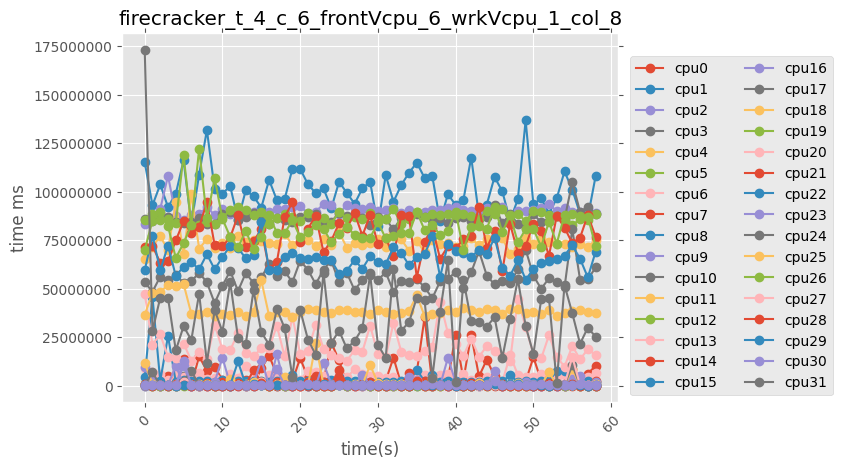 firecracker_t_4_c_6_frontVcpu_6_wrkVcpu_1_col_8
time ms
175000000
150000000
125000000
100000000
75000000
50000000
25000000
0
0 10 20 30 40 50 60
time(s)
cpu0 cpu16
cpu1 cpu17
cpu2 cpu18
cpu3 cpu19
cpu4 cpu20
cpu5 cpu21
cpu6 cpu22
cpu7 cpu23
cpu8 cpu24
cpu9 cpu25
cpu10 cpu26
cpu11 cpu27
cpu12 cpu28
cpu13 cpu29
cpu14 cpu30
cpu15 cpu31